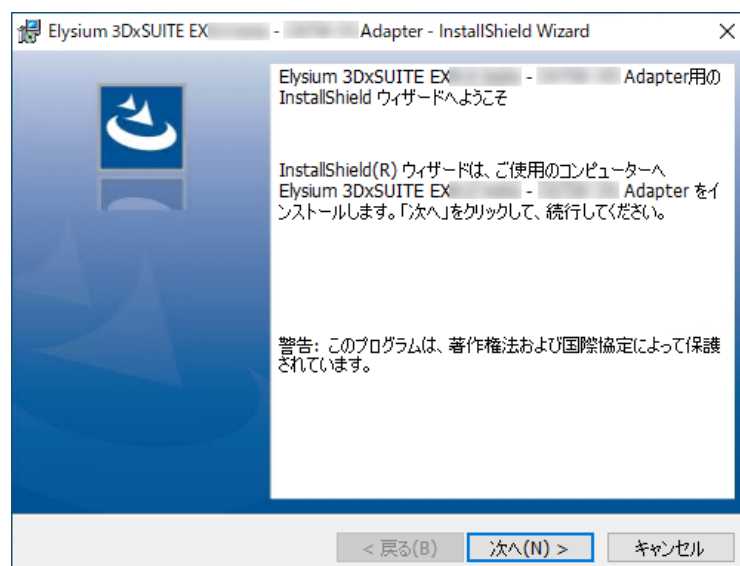 Elysium 3DxSUITE EX - Adapter - InstallShield Wizard
Elysium 3DxSUITE EX - Adapter用の
InstallShield ウィザードへようこそ
InstallShield(R) ウィザードは、ご使用のコンピューターへ
Elysium 3DxSUITE EX - Adapter をイ
ンストールします。「次へ」をクリックして、続行してください。
警告: このプログラムは、著作権法および国際協定によって保護
されています。
< 戻る(B) 次へ(N) > キャンセル